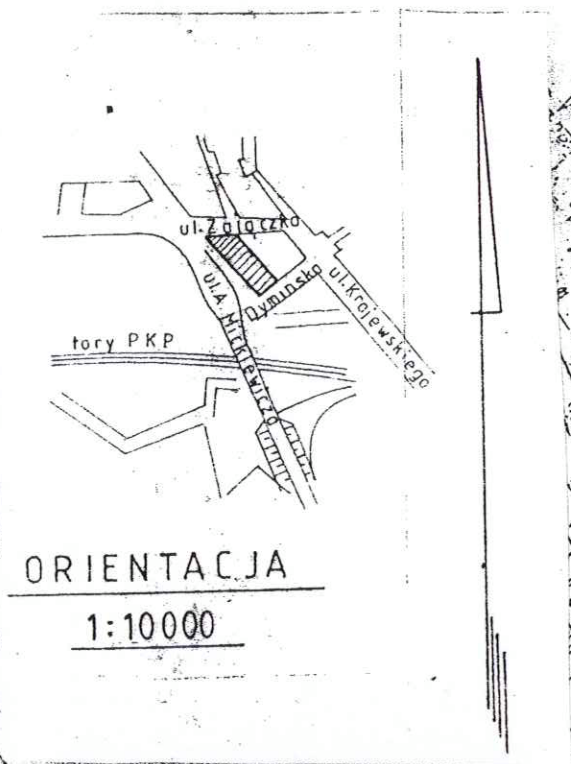 ul. Zajączka
ul. A. Mickiewicza
Dymińska
ul. Krajewskiego
tory PKP
ORIENTACJA
1:10000